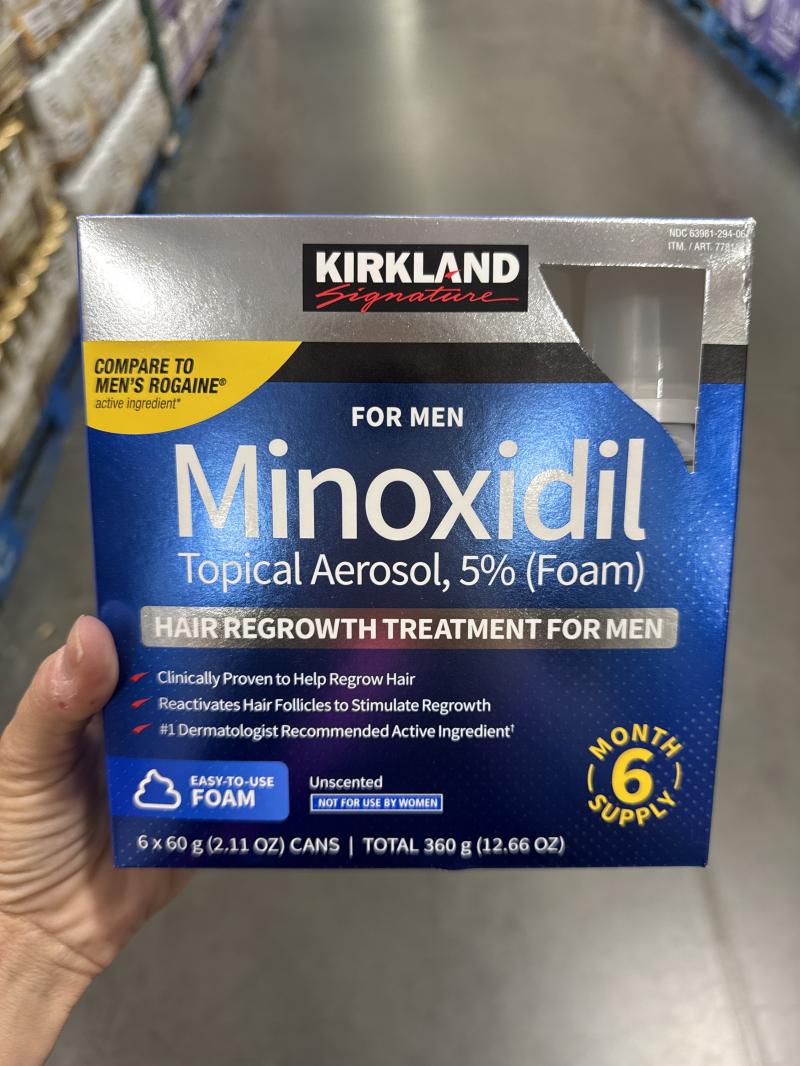 NDC 63981-294-06
ITM. / ART.
KIRKLAND
Signature
COMPARE TO
MEN'S ROGAINE®
active ingredient*
FOR MEN
Minoxidil
Topical Aerosol, 5% (Foam)
HAIR REGROWTH TREATMENT FOR MEN
Clinically Proven to Help Regrow Hair
Reactivates Hair Follicles to Stimulate Regrowth
#1 Dermatologist Recommended Active Ingredient†
EASY-TO-USE
FOAM
Unscented
NOT FOR USE BY WOMEN
MONTH
6
SUPPLY
6 x 60 g (2.11 OZ) CANS | TOTAL 360 g (12.66 OZ)